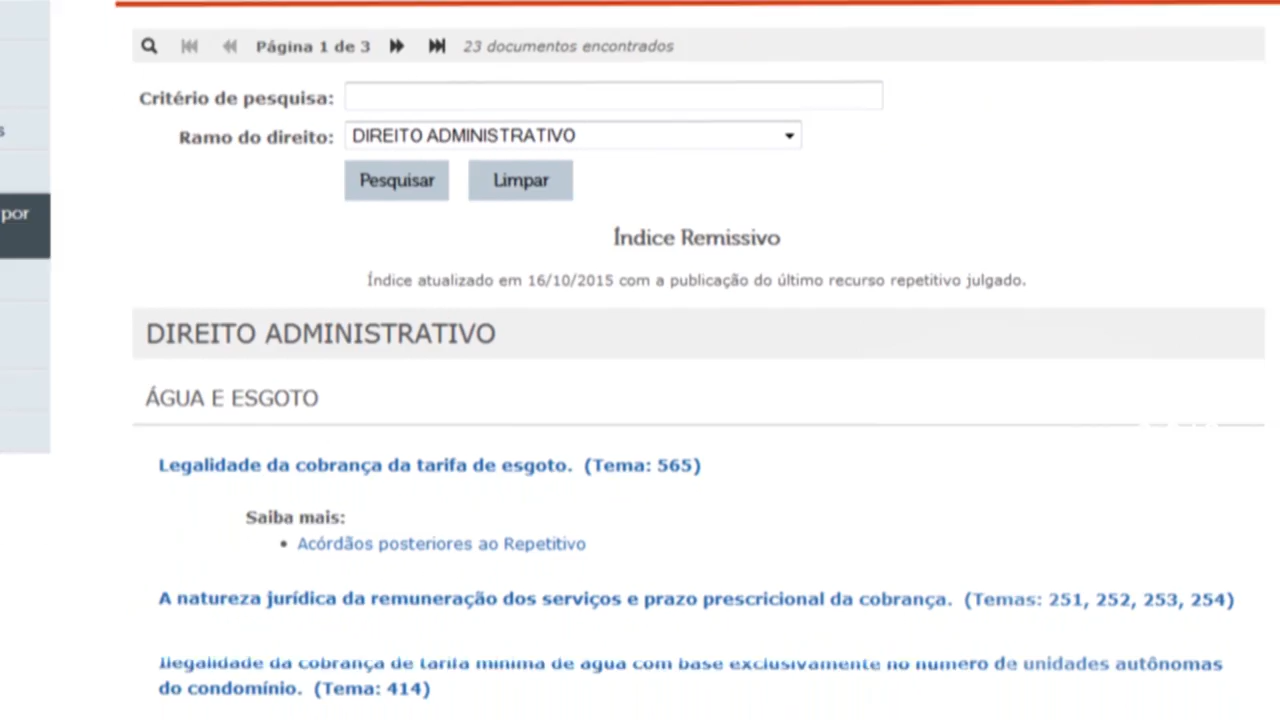 Página 1 de 3 23 documentos encontrados
Critério de pesquisa:
s
Ramo do direito: DIREITO ADMINISTRATIVO
Pesquisar Limpar
por
Índice Remissivo
Índice atualizado em 16/10/2015 com a publicação do último recurso repetitivo julgado.
DIREITO ADMINISTRATIVO
ÁGUA E ESGOTO
Legalidade da cobrança da tarifa de esgoto. (Tema: 565)
Saiba mais:
• Acórdãos posteriores ao Repetitivo
A natureza jurídica da remuneração dos serviços e prazo prescricional da cobrança. (Temas: 251, 252, 253, 254)
Ilegalidade da cobrança de tarifa mínima de água com base exclusivamente no número de unidades autônomas
do condomínio. (Tema: 414)